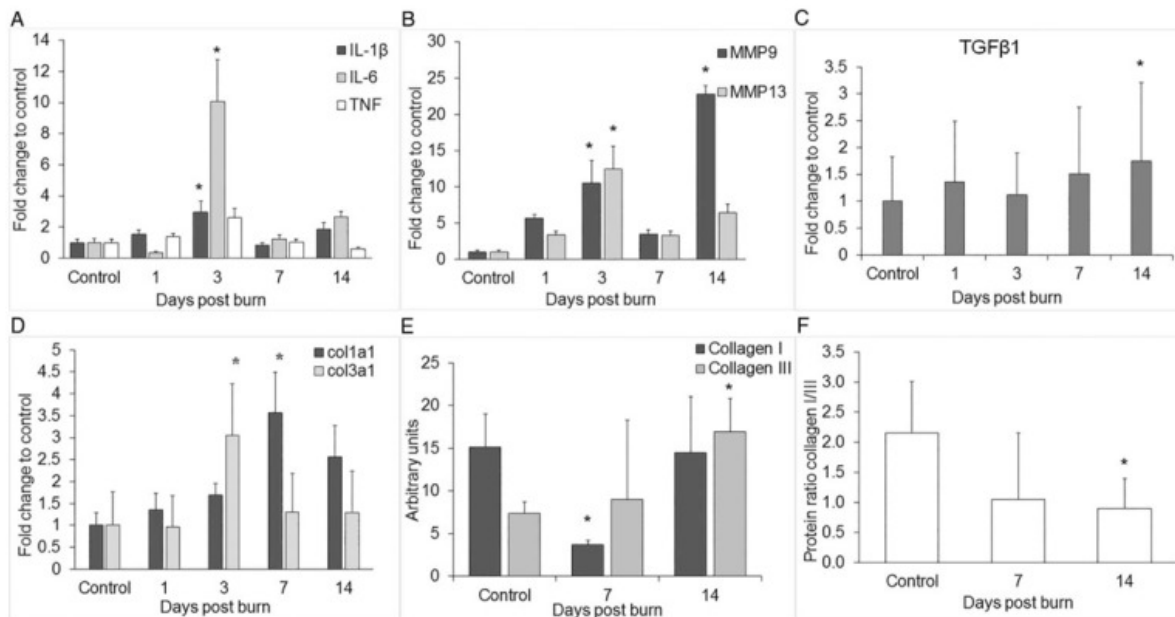 A
Fold change to control
14
12
10
8
6
4
2
0
*
*
IL-1β
IL-6
TNF
Control 1 3 7 14
Days post burn
B
Fold change to control
30
25
20
15
10
5
0
*
*
*
MMP9
MMP13
Control 1 3 7 14
Days post burn
C
TGFβ1
Fold change to control
3.5
3
2.5
2
1.5
1
0.5
0
*
Control 1 3 7 14
Days post burn
D
Fold change to control
5
4.5
4
3.5
3
2.5
2
1.5
1
0.5
0
* *
col1a1
col3a1
Control 1 3 7 14
Days post burn
E
Arbitrary units
25
20
15
10
5
0
*
*
Collagen I
Collagen III
Control 7 14
Days post burn
F
Protein ratio collagen I/III
3.5
3.0
2.5
2.0
1.5
1.0
0.5
0.0
*
Control 7 14
Days post burn